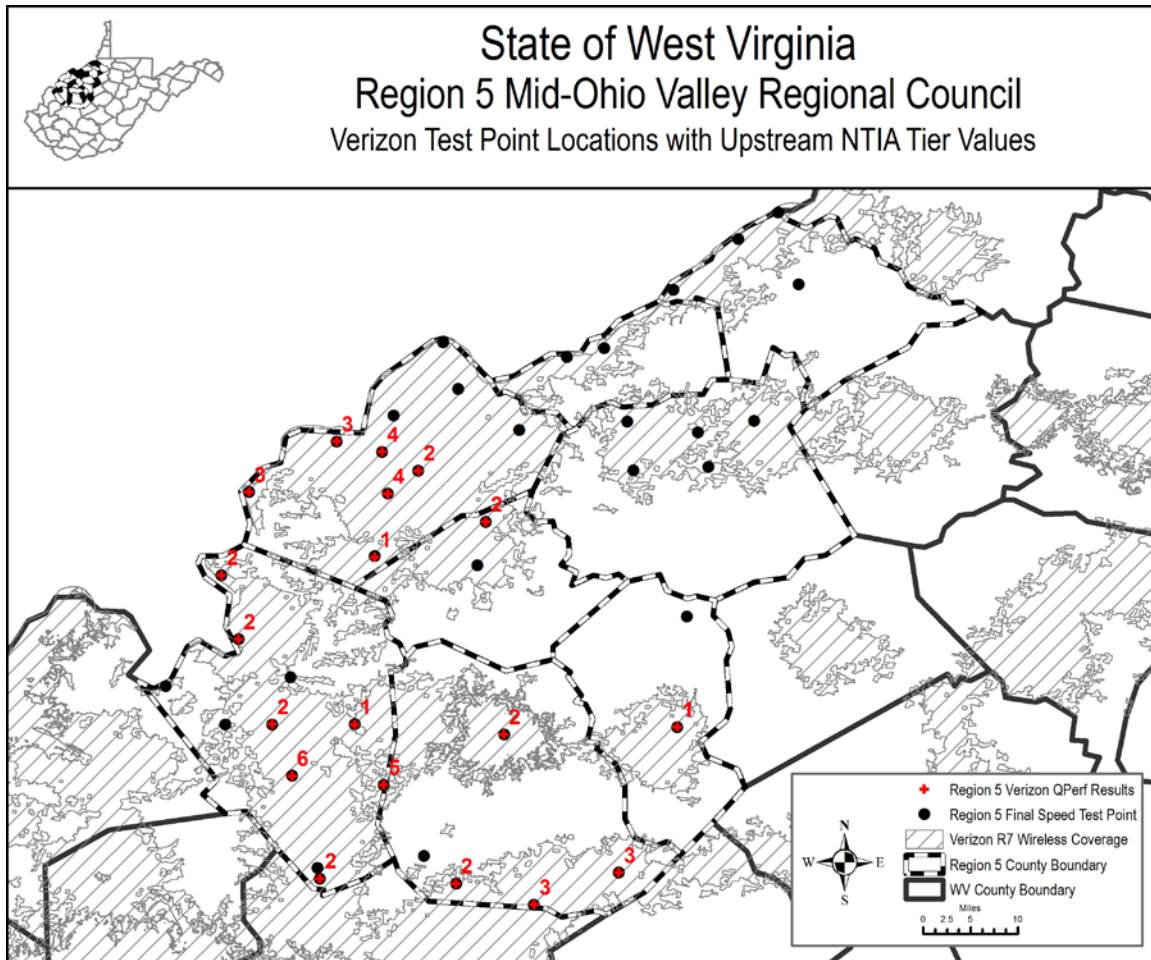 State of West Virginia
Region 5 Mid-Ohio Valley Regional Council
Verizon Test Point Locations with Upstream NTIA Tier Values
3
4
2
3
4
2
1
2
2
2
1
2
1
6
5
2
2
3
3
Region 5 Verizon QPerf Results
Region 5 Final Speed Test Point
Verizon R7 Wireless Coverage
Region 5 County Boundary
WV County Boundary
N
W E
S
Miles
0 2.5 5 10